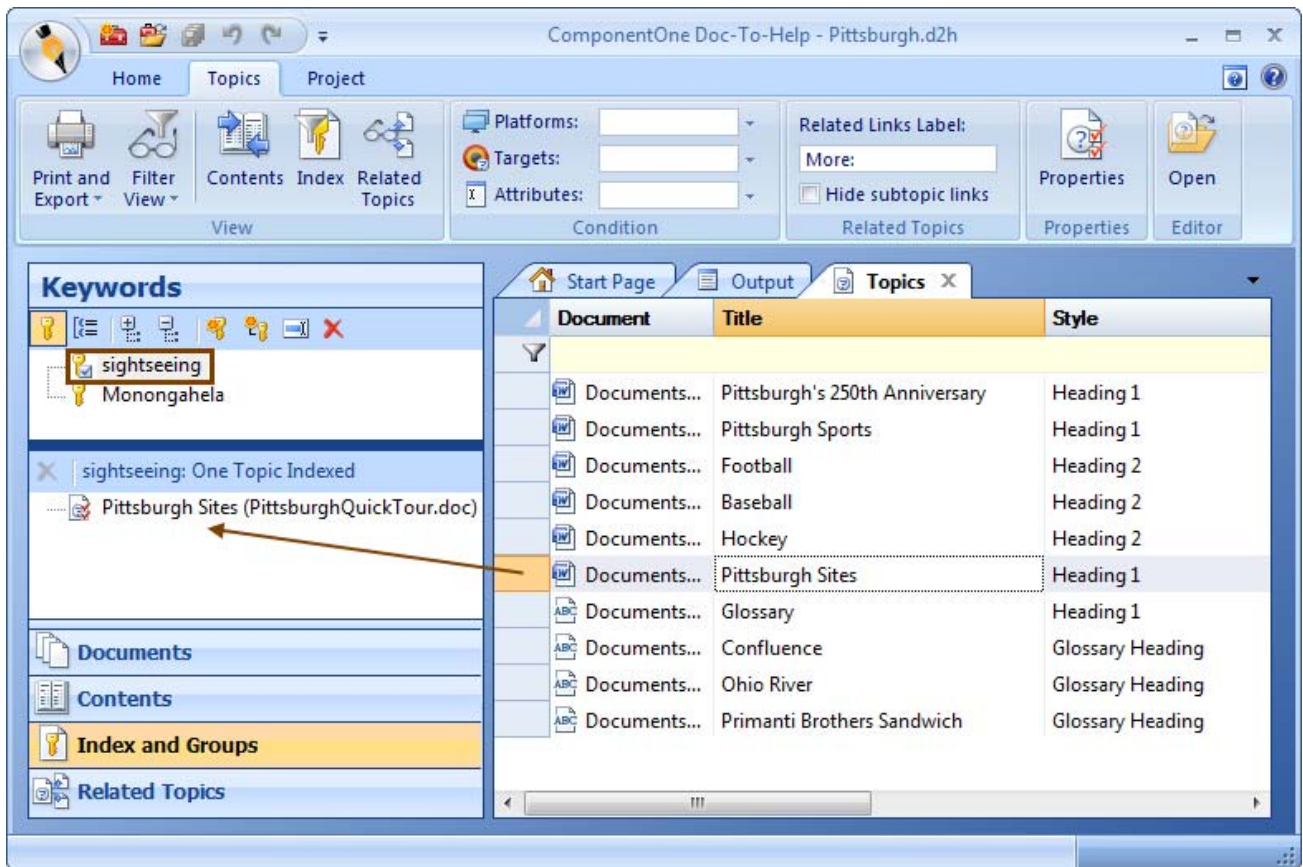 ComponentOne Doc-To-Help - Pittsburgh.d2h
Home Topics Project
Print and Export
Filter View
Contents
Index
Related Topics
View
Platforms:
Targets:
Attributes:
Condition
Related Links Label:
More:
Hide subtopic links
Related Topics
Properties
Properties
Open
Editor
Keywords
sightseeing
Monongahela
sightseeing: One Topic Indexed
Pittsburgh Sites (PittsburghQuickTour.doc)
Documents
Contents
Index and Groups
Related Topics
Start Page Output Topics X
Document Title Style
Documents... Pittsburgh's 250th Anniversary Heading 1
Documents... Pittsburgh Sports Heading 1
Documents... Football Heading 2
Documents... Baseball Heading 2
Documents... Hockey Heading 2
Documents... Pittsburgh Sites Heading 1
Documents... Glossary Heading 1
Documents... Confluence Glossary Heading
Documents... Ohio River Glossary Heading
Documents... Primanti Brothers Sandwich Glossary Heading